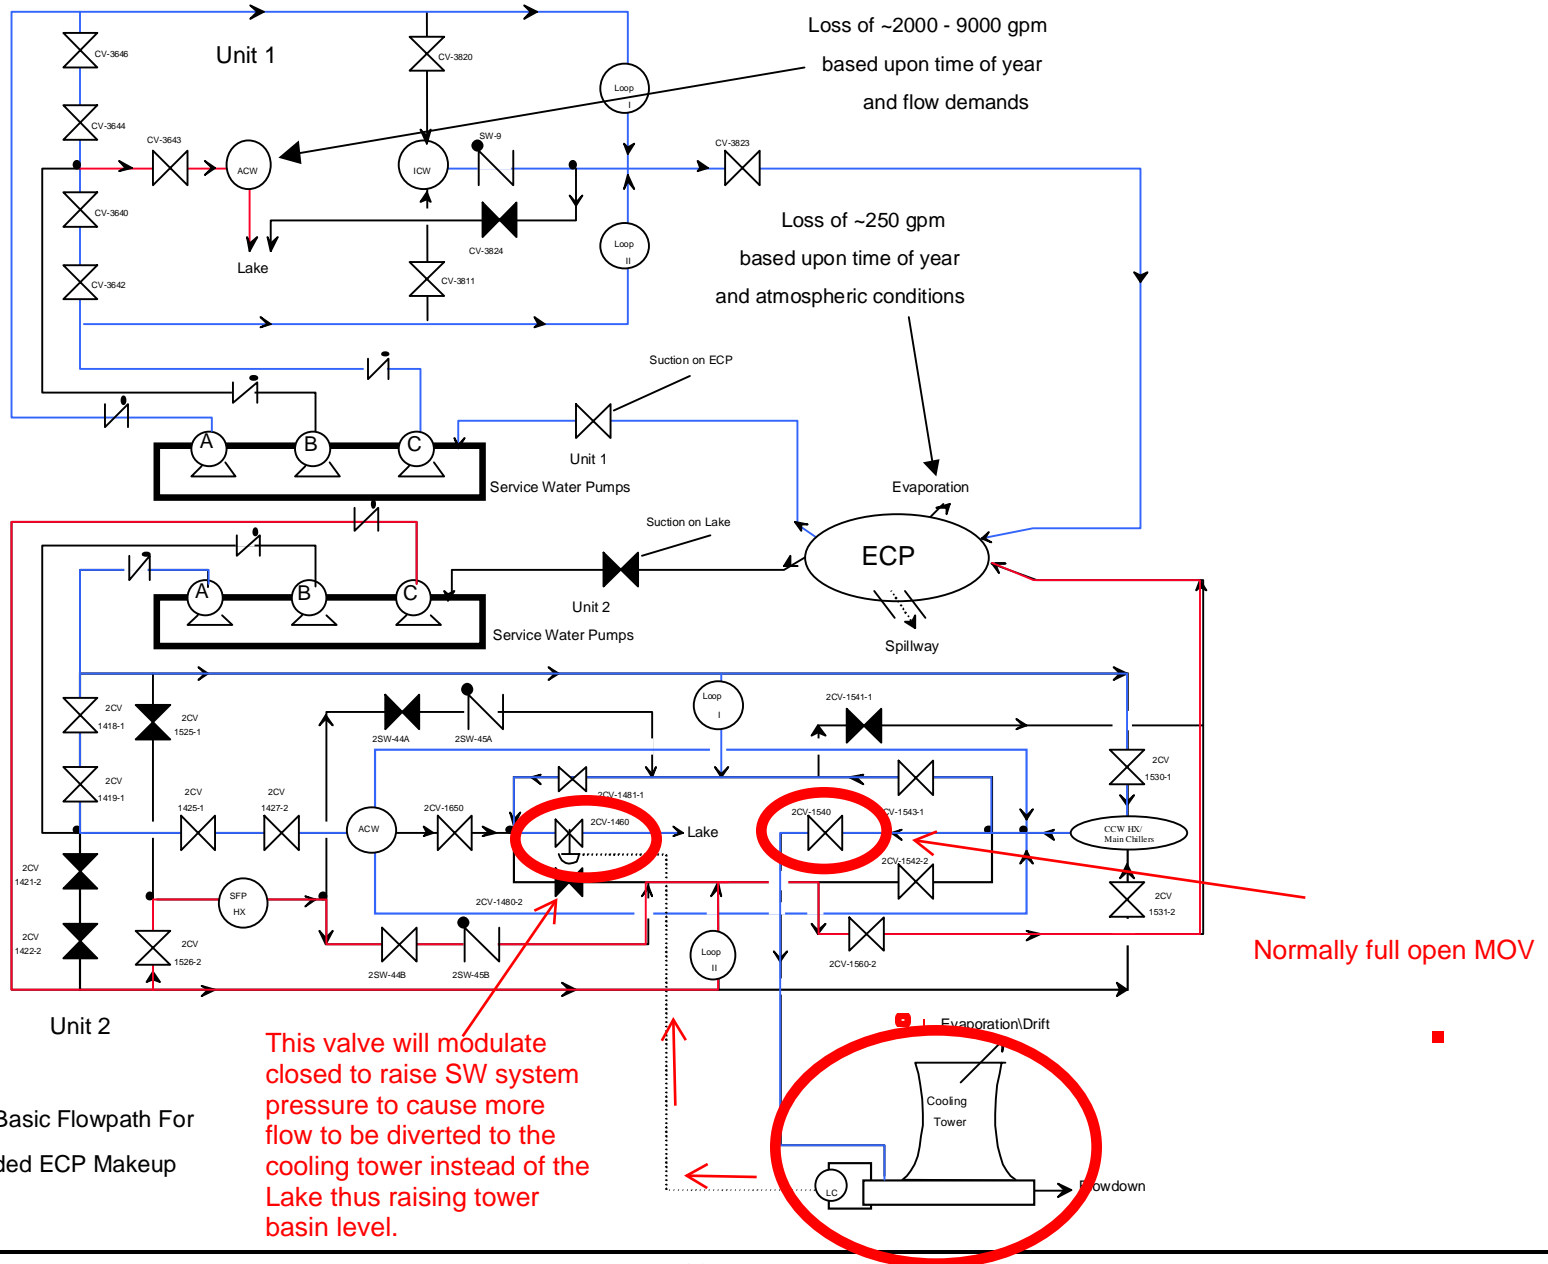 Unit 1
CV-3646
CV-3820
Loss of ~2000 - 9000 gpm
based upon time of year
and flow demands
Loop
I
CV-3644
CV-3643
SW-9
CV-3823
ACW
ICW
CV-3640
Loss of ~250 gpm
based upon time of year
and atmospheric conditions
Loop
II
CV-3824
Lake
CV-3642
CV-3811
Suction on ECP
A
B
C
Unit 1
Service Water Pumps
Evaporation
Suction on Lake
ECP
A
B
C
Unit 2
Service Water Pumps
Spillway
Loop
I
2CV-1541-1
2CV
1418-1
2CV
1525-1
2SW-44A
2SW-45A
2CV
1530-1
2CV
1419-1
2CV
1425-1
2CV
1427-2
2CV-1650
2CV-1481-1
2CV-1460
2CV-1540
2CV-1543-1
ACW
Lake
CCW HX/
Main Chillers
2CV
1421-2
2CV-1542-2
SFP
HX
2CV-1480-2
2CV
1531-2
2CV
1422-2
2CV
1526-2
2SW-44B
2SW-45B
Loop
II
2CV-1560-2
Normally full open MOV
Unit 2
This valve will modulate
closed to raise SW system
pressure to cause more
flow to be diverted to the
cooling tower instead of the
Lake thus raising tower
basin level.
Evaporation\Drift
Cooling
Tower
Basic Flowpath For
ded ECP Makeup
LC
Blowdown